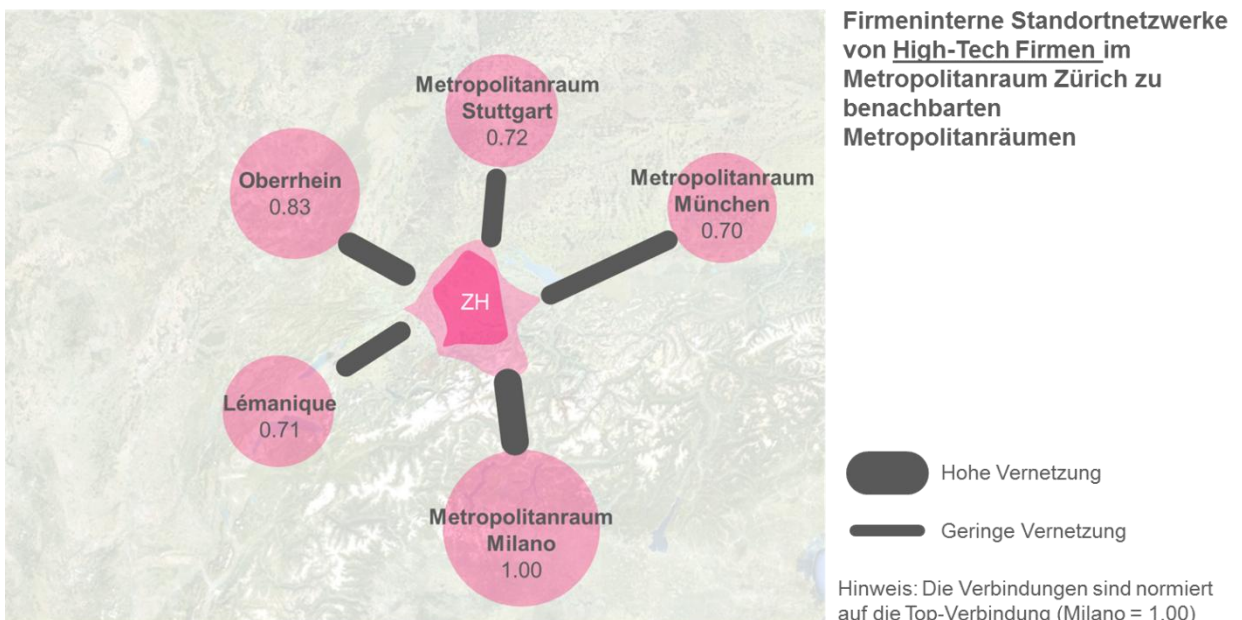 Firmeninterne Standortnetzwerke
von High-Tech Firmen im
Metropolitanraum Zürich zu
benachbarten
Metropolitanräumen
Metropolitanraum
Stuttgart
0.72
Oberrhein
0.83
Metropolitanraum
München
0.70
ZH
Lémanique
0.71
Metropolitanraum
Milano
1.00
Hohe Vernetzung
Geringe Vernetzung
Hinweis: Die Verbindungen sind normiert
auf die Top-Verbindung (Milano = 1.00)